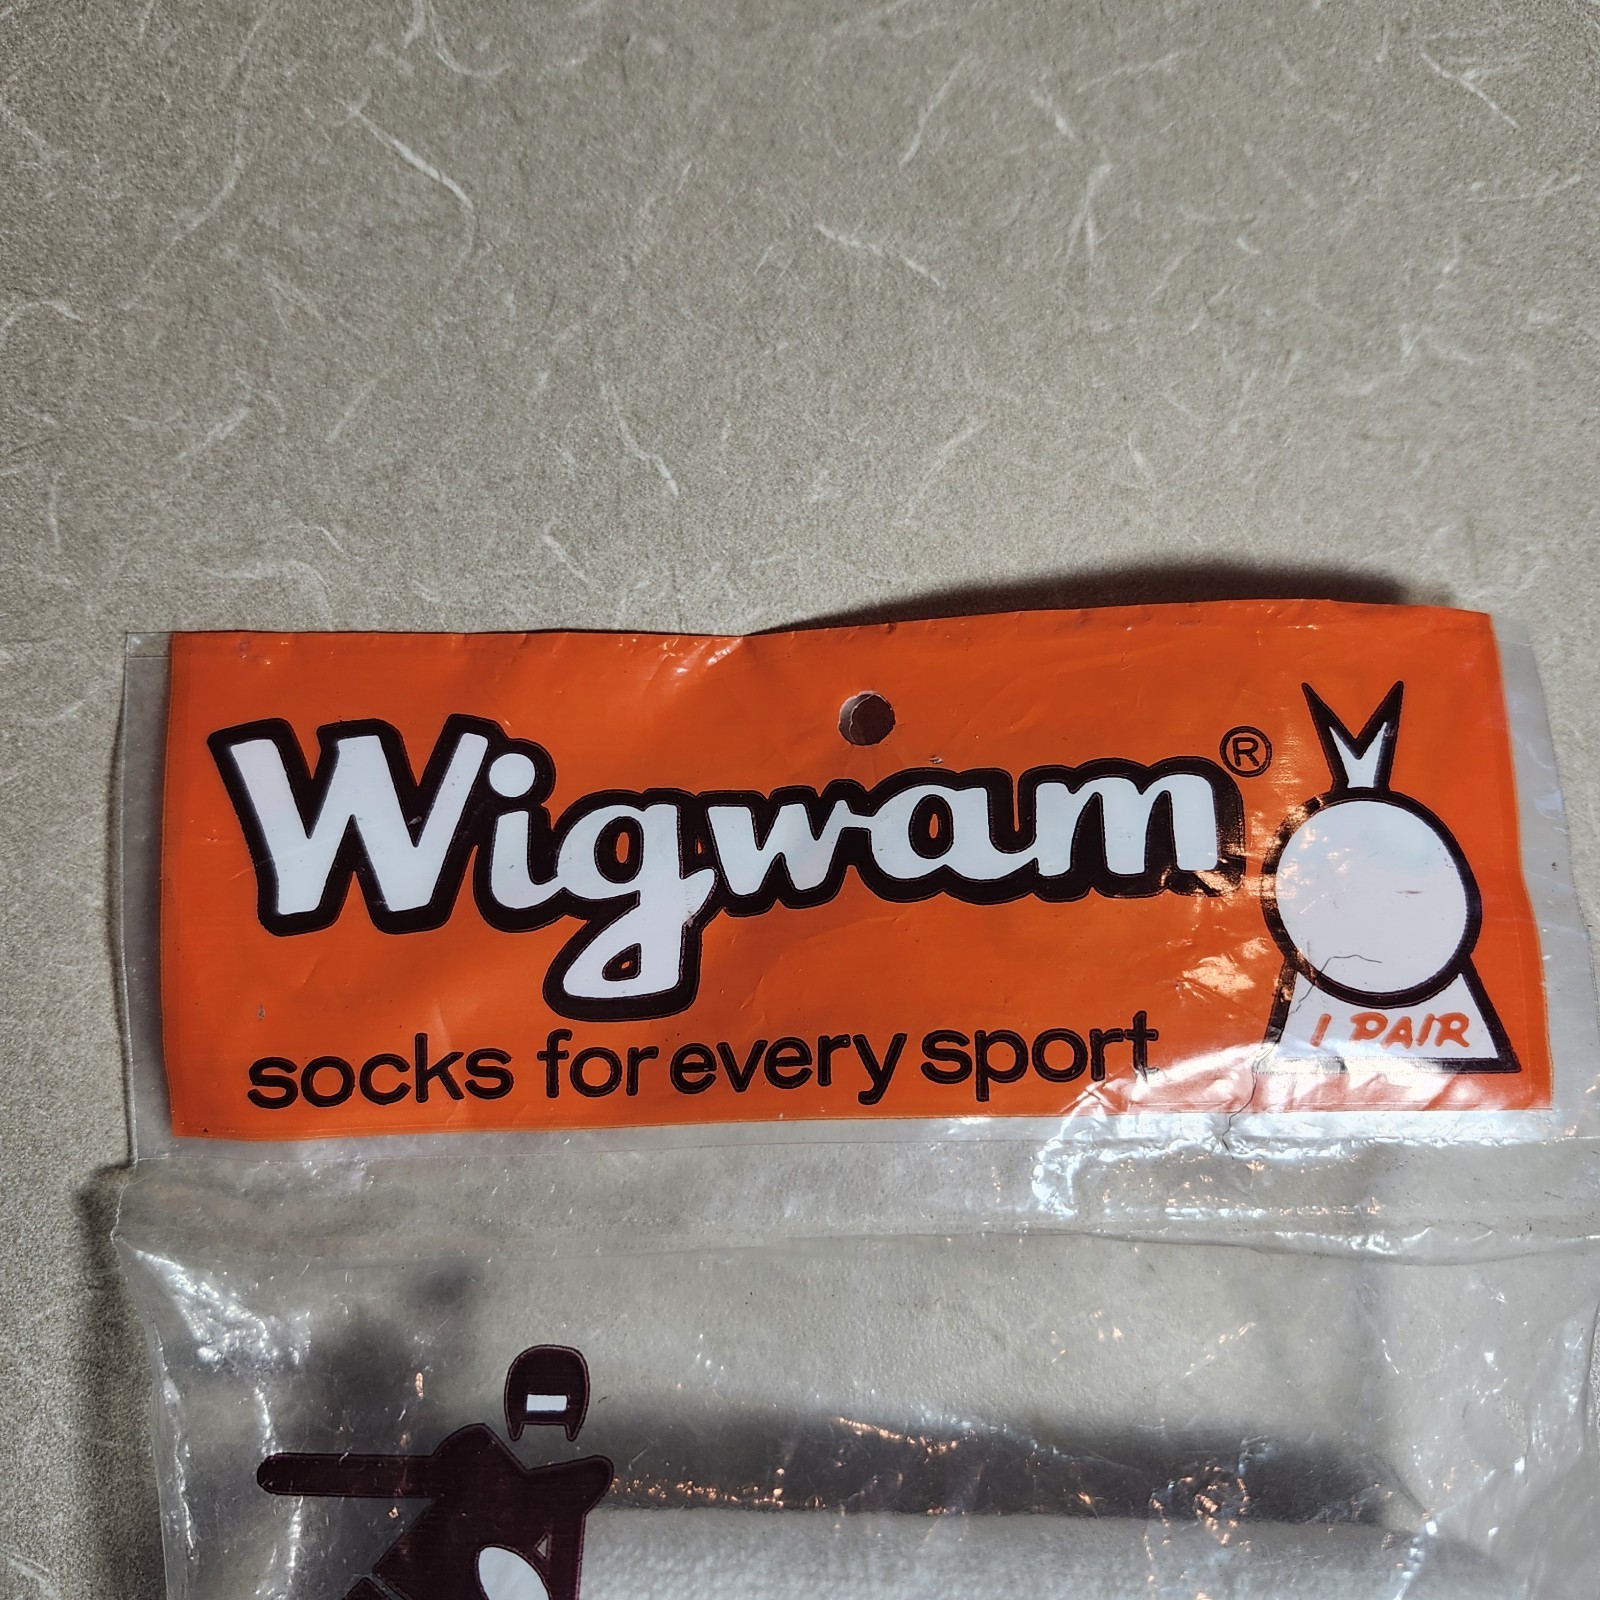 Wigwam®
socks for every sport
1 PAIR